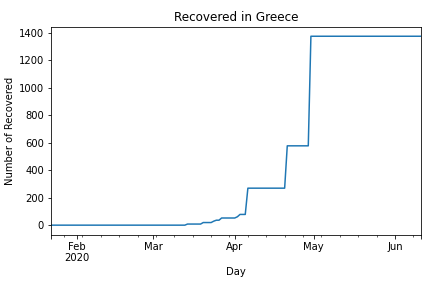 Recovered in Greece
Number of Recovered
1400
1200
1000
800
600
400
200
0
Feb
2020
Mar
Apr
May
Jun
Day